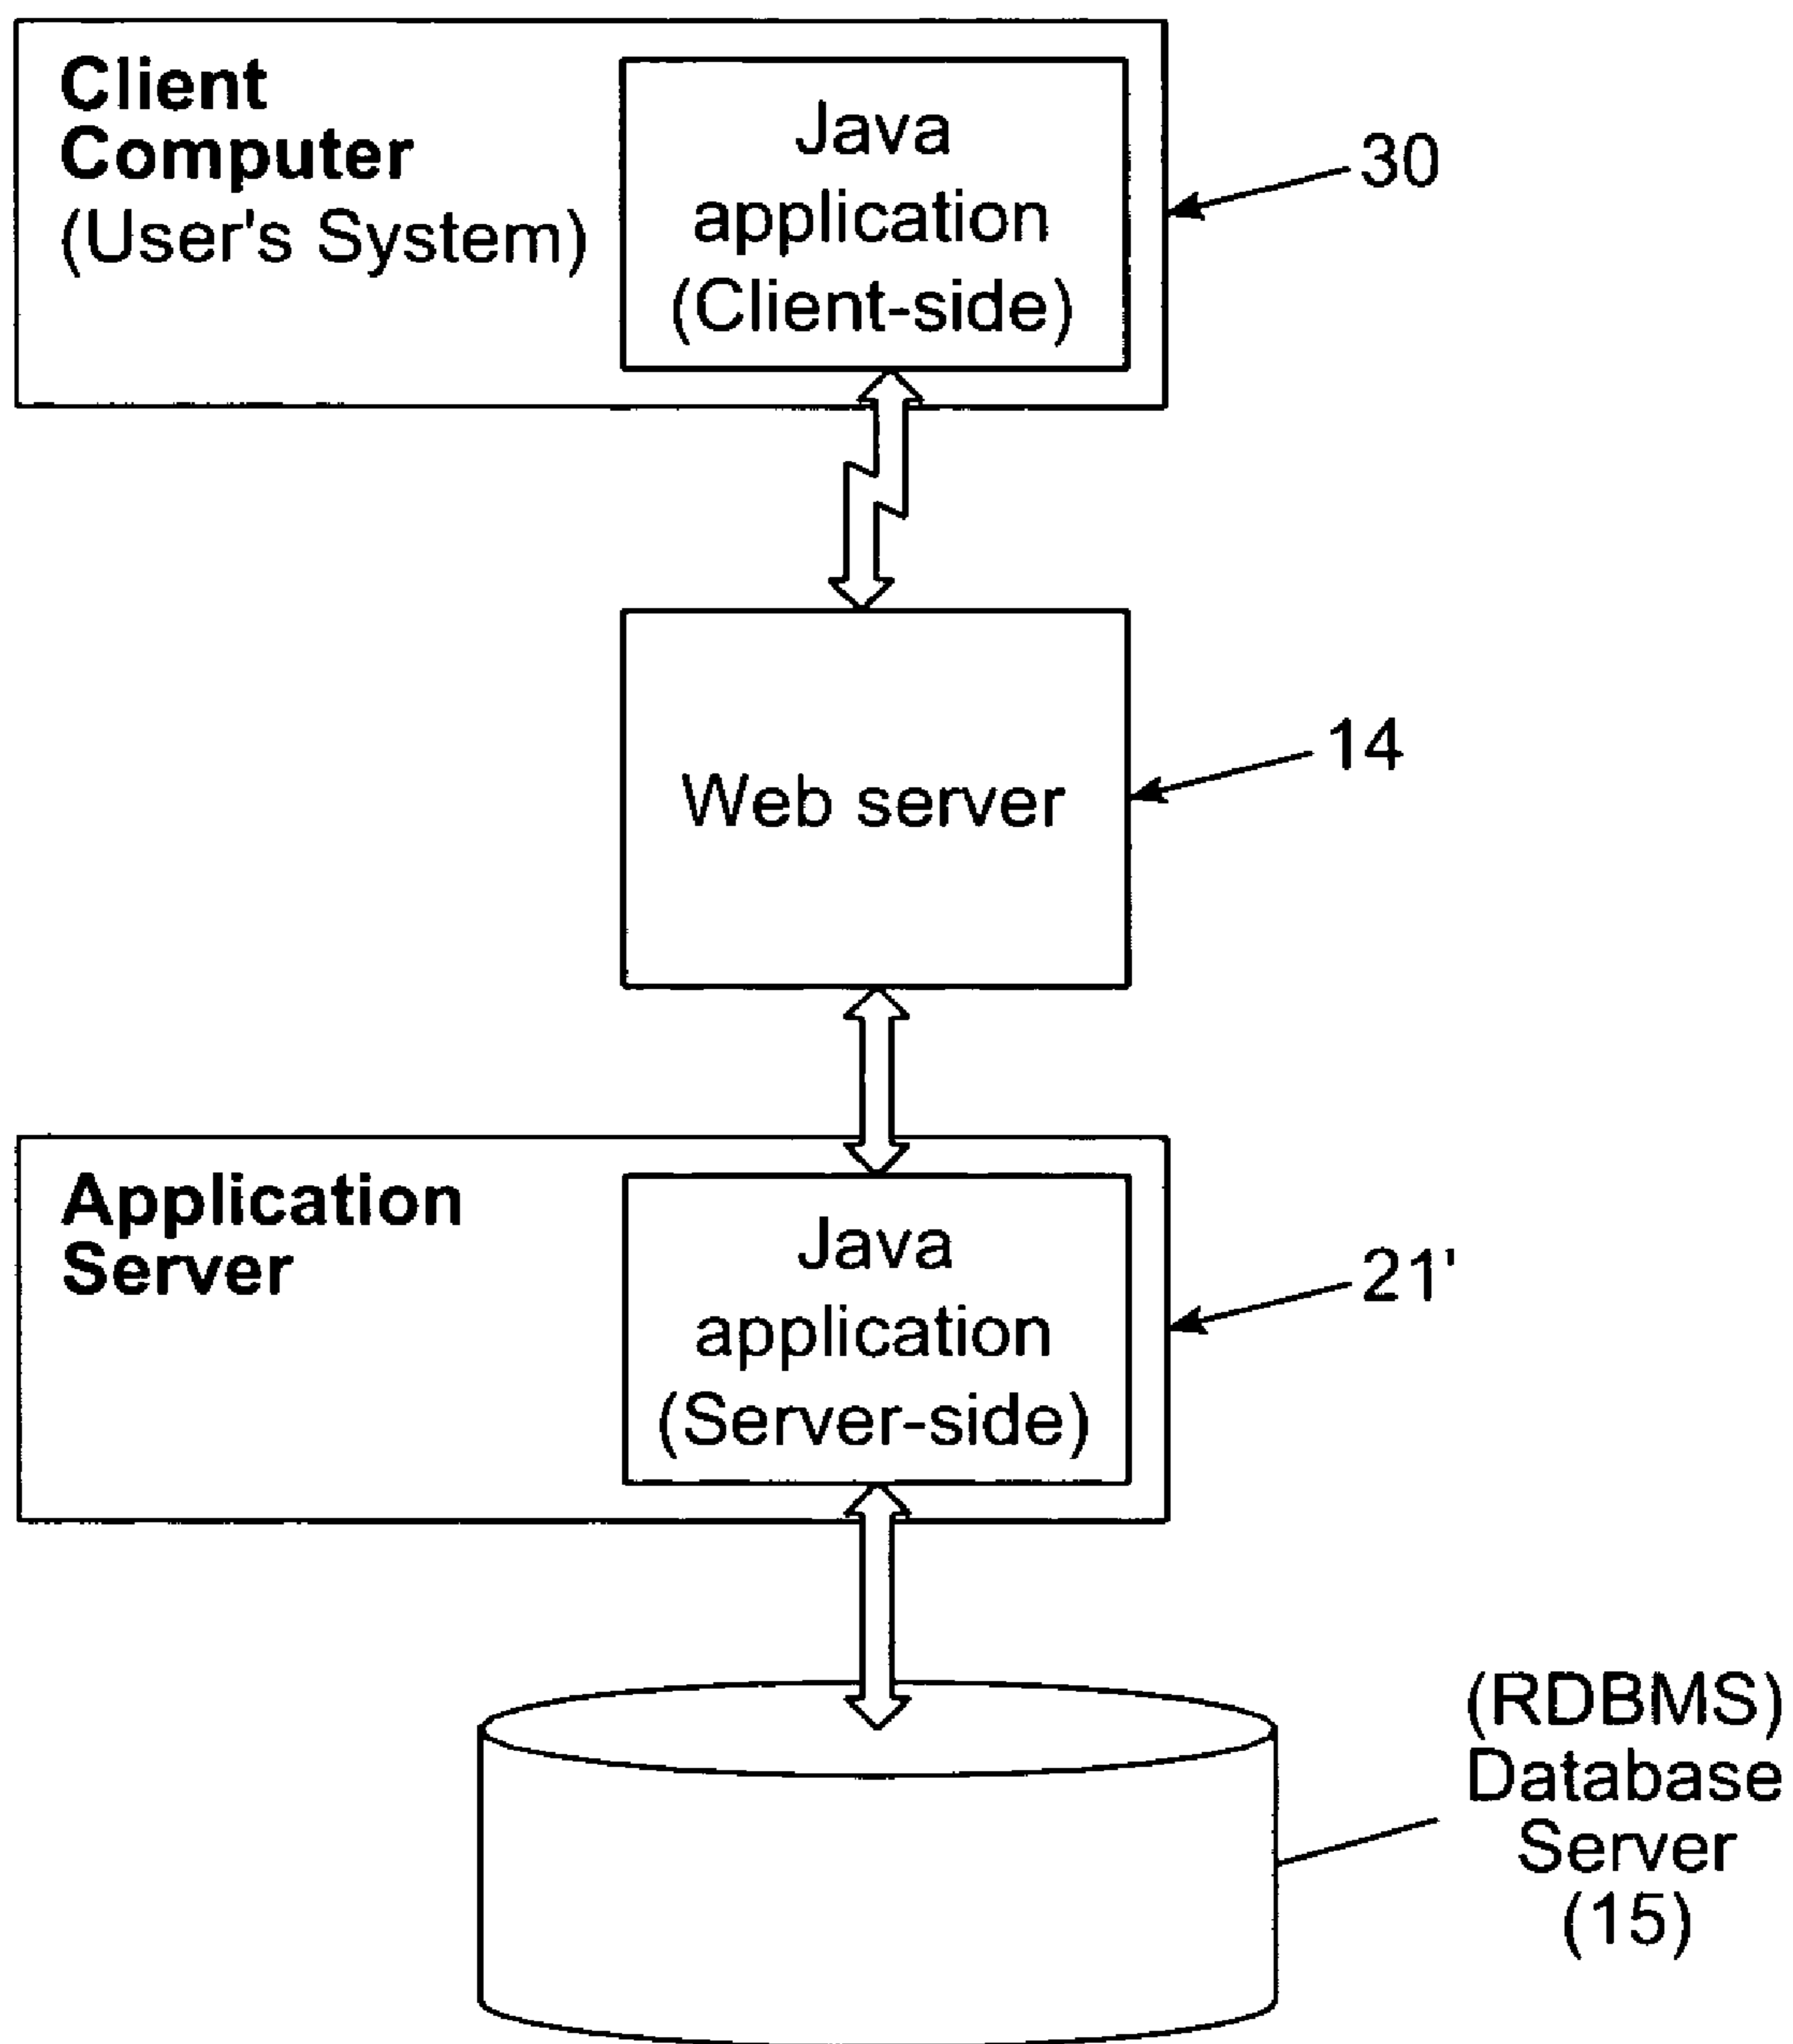 Client
Computer
(User's System)
Java
application
(Client-side)
30
Web server
14
Application
Server
Java
application
(Server-side)
21'
(RDBMS)
Database
Server
(15)